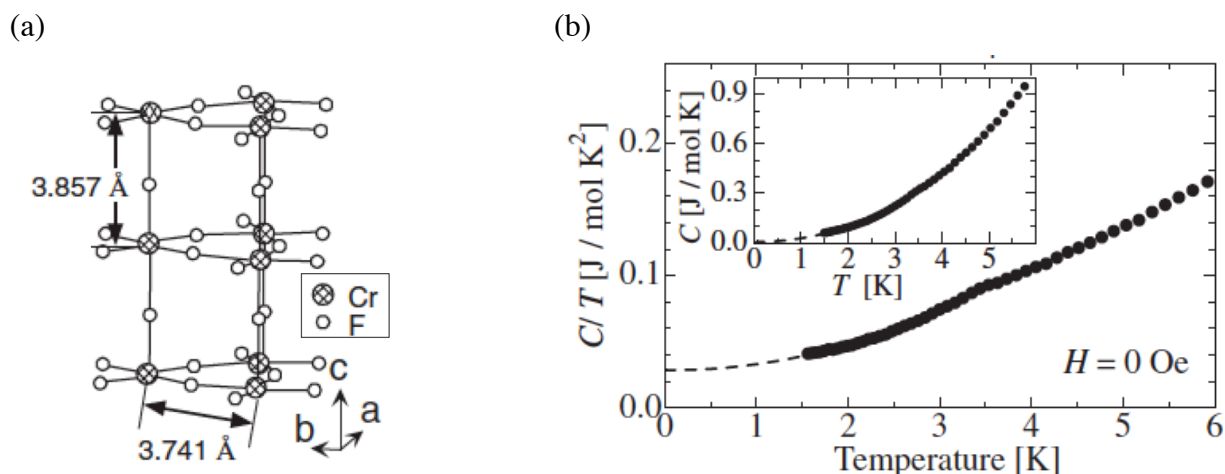 (a)
3.857 Å
Cr
F
c
b
a
3.741 Å
(b)
C/T [J / mol K²]
0.2
0.1
0.0
0 1 2 3 4 5 6
Temperature [K]
H = 0 Oe
C [J / mol K]
0.9
0.6
0.3
0.0
0 1 2 3 4 5
T [K]